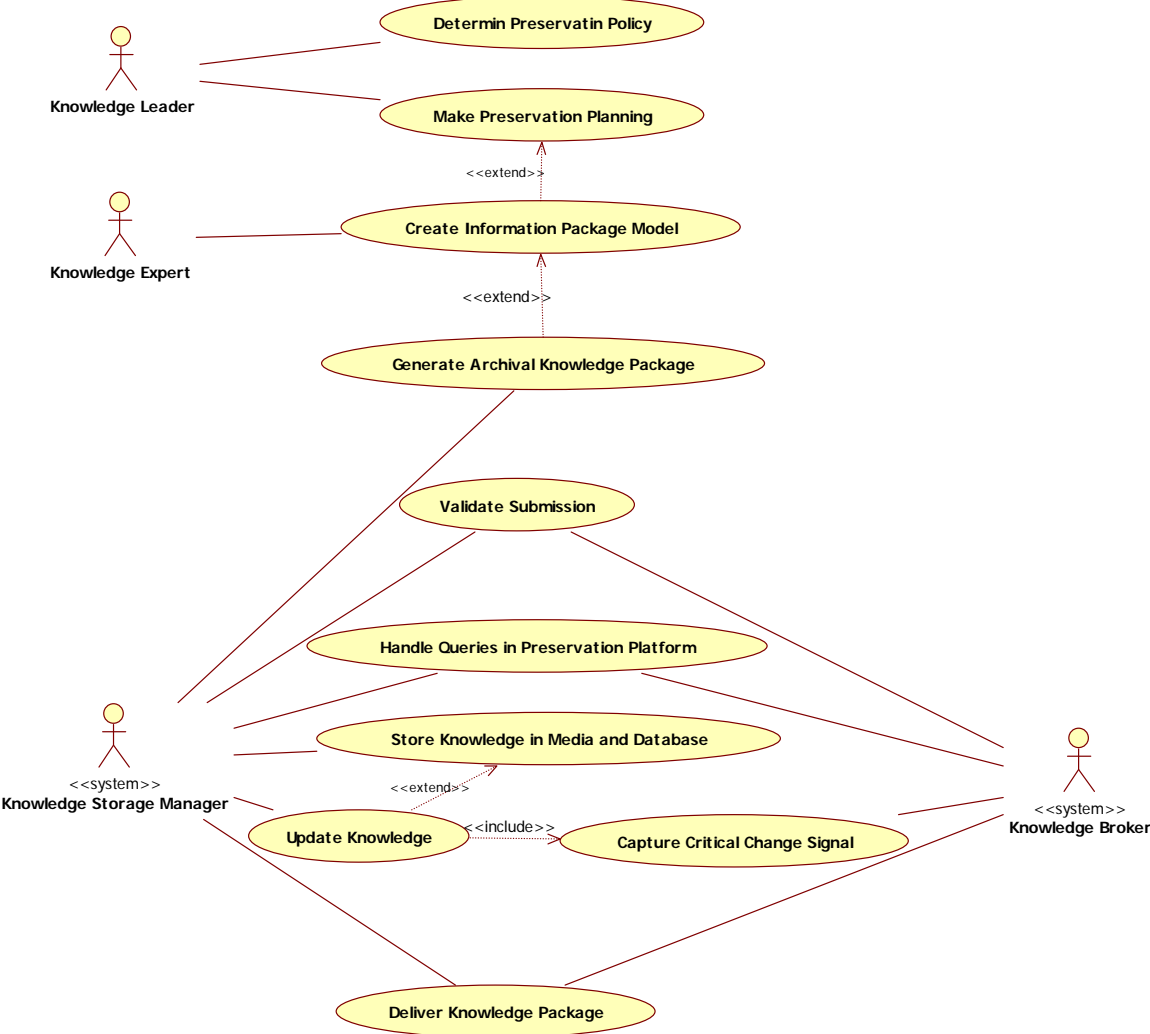 Determin Preservatin Policy
Knowledge Leader
Make Preservation Planning
<<extend>>
Create Information Package Model
Knowledge Expert
<<extend>>
Generate Archival Knowledge Package
Validate Submission
Handle Queries in Preservation Platform
Store Knowledge in Media and Database
<<system>>
Knowledge Storage Manager
<<extend>>
<<system>>
Knowledge Broker
Update Knowledge
<<include>>
Capture Critical Change Signal
Deliver Knowledge Package